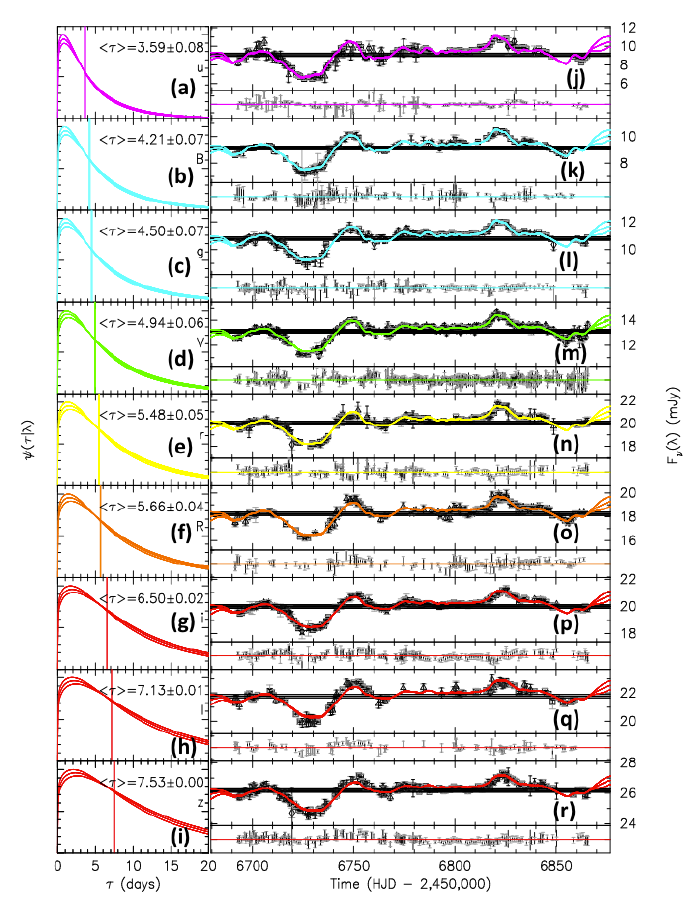 <τ>=3.59±0.08
u
(a)
(j)
12
10
8
6
<τ>=4.21±0.07
B
(b)
(k)
10
8
<τ>=4.50±0.07
g
(c)
(l)
12
10
<τ>=4.94±0.06
V
(d)
(m)
14
12
<τ>=5.48±0.05
r
(e)
(n)
22
20
18
ψ(τ|λ)
F_ν(λ) (mJy)
<τ>=5.66±0.04
R
(f)
(o)
20
18
16
<τ>=6.50±0.02
i
(g)
(p)
22
20
18
<τ>=7.13±0.01
I
(h)
(q)
22
20
<τ>=7.53±0.00
z
(i)
(r)
28
26
24
0 5 10 15 20 6700 6750 6800 6850
τ (days) Time (HJD − 2,450,000)